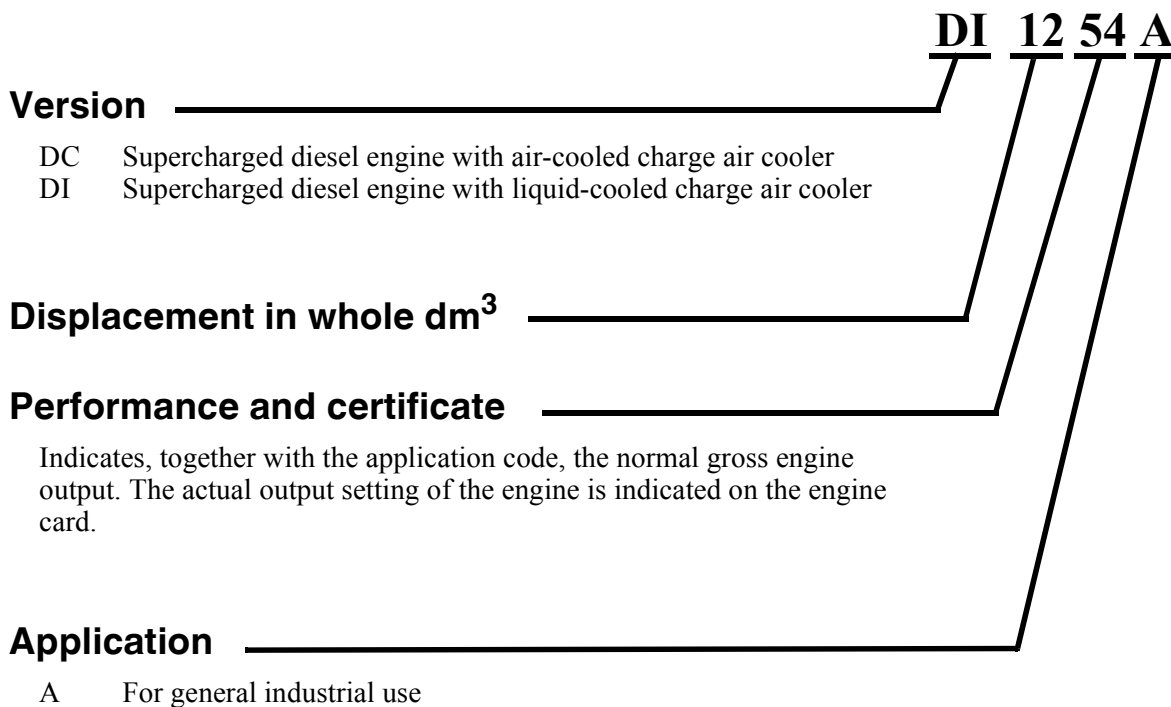 DI 12 54 A
Version
DC Supercharged diesel engine with air-cooled charge air cooler
DI Supercharged diesel engine with liquid-cooled charge air cooler
Displacement in whole dm³
Performance and certificate
Indicates, together with the application code, the normal gross engine
output. The actual output setting of the engine is indicated on the engine
card.
Application
A For general industrial use